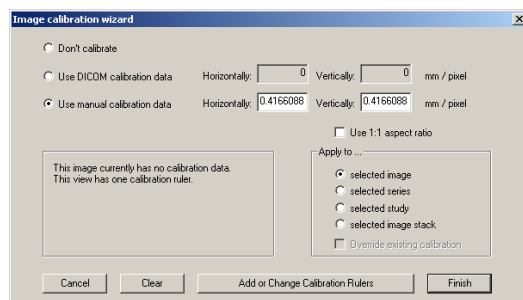 Image calibration wizard
Don't calibrate
Use DICOM calibration data Horizontally: 0 Vertically: 0 mm / pixel
Use manual calibration data Horizontally: 0.4166088 Vertically: 0.4166088 mm / pixel
Use 1:1 aspect ratio
This image currently has no calibration data.
This view has one calibration ruler.
Apply to ...
selected image
selected series
selected study
selected image stack
Override existing calibration
Cancel Clear Add or Change Calibration Rulers Finish